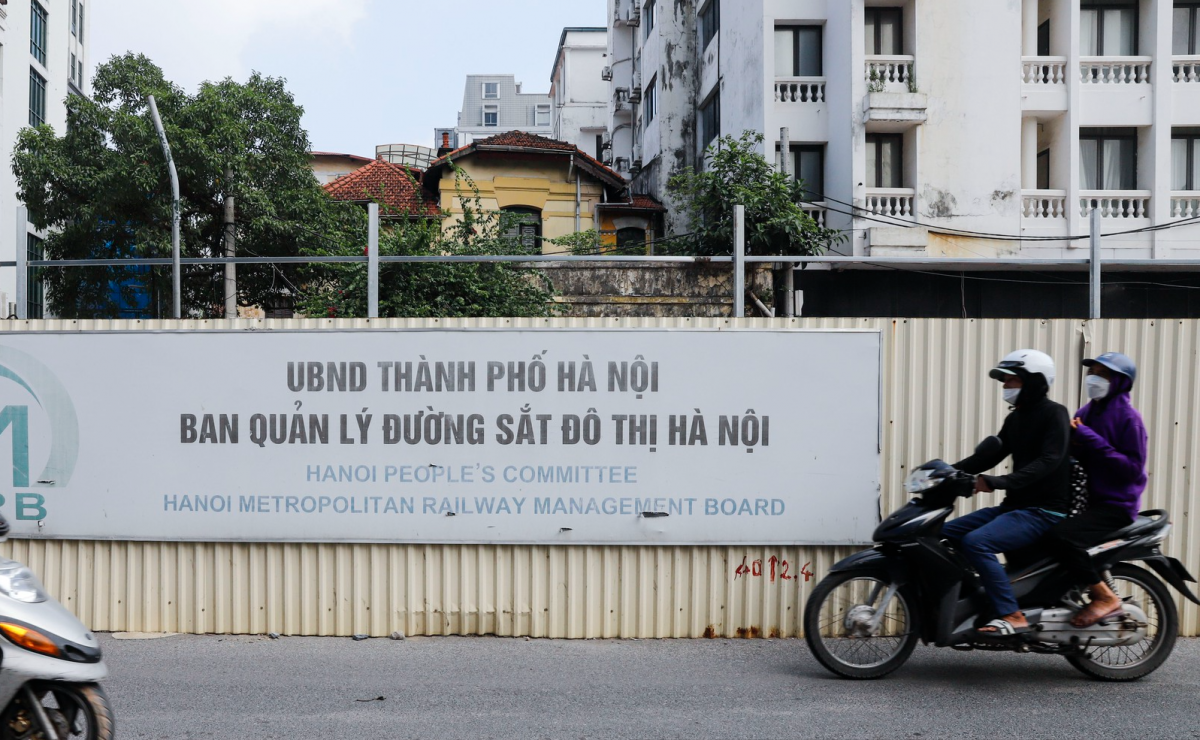 UBND THÀNH PHỐ HÀ NỘI
BAN QUẢN LÝ ĐƯỜNG SẮT ĐÔ THỊ HÀ NỘI
HANOI PEOPLE'S COMMITTEE
HANOI METROPOLITAN RAILWAY MANAGEMENT BOARD
M
RB